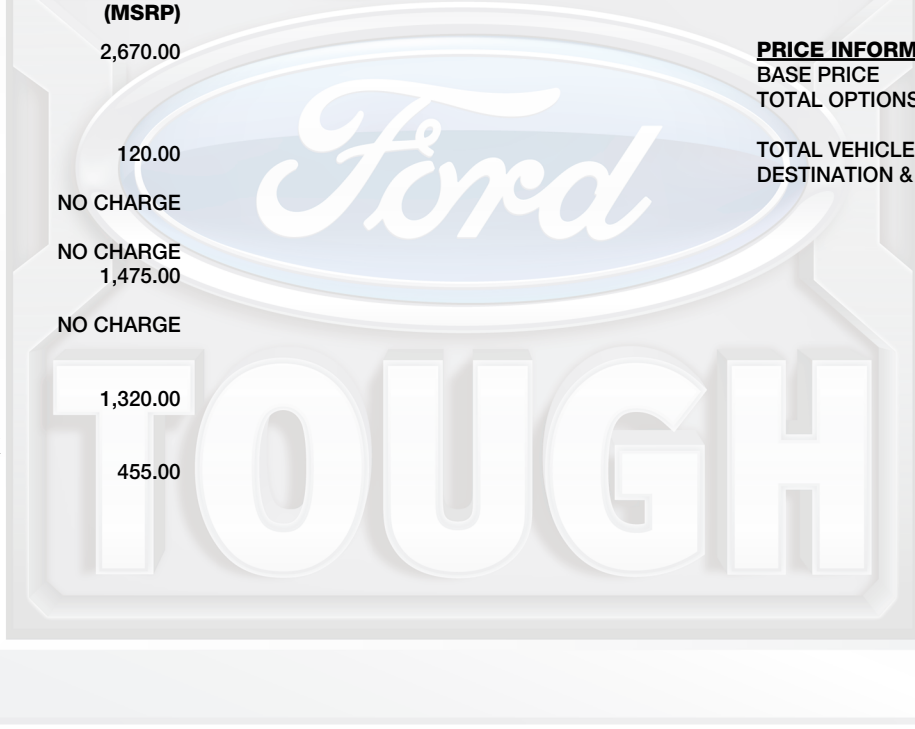 (MSRP)
2,670.00
120.00
NO CHARGE
NO CHARGE
1,475.00
NO CHARGE
1,320.00
455.00
PRICE INFORM
BASE PRICE
TOTAL OPTIONS
TOTAL VEHICLE
DESTINATION &
Ford
TOUGH